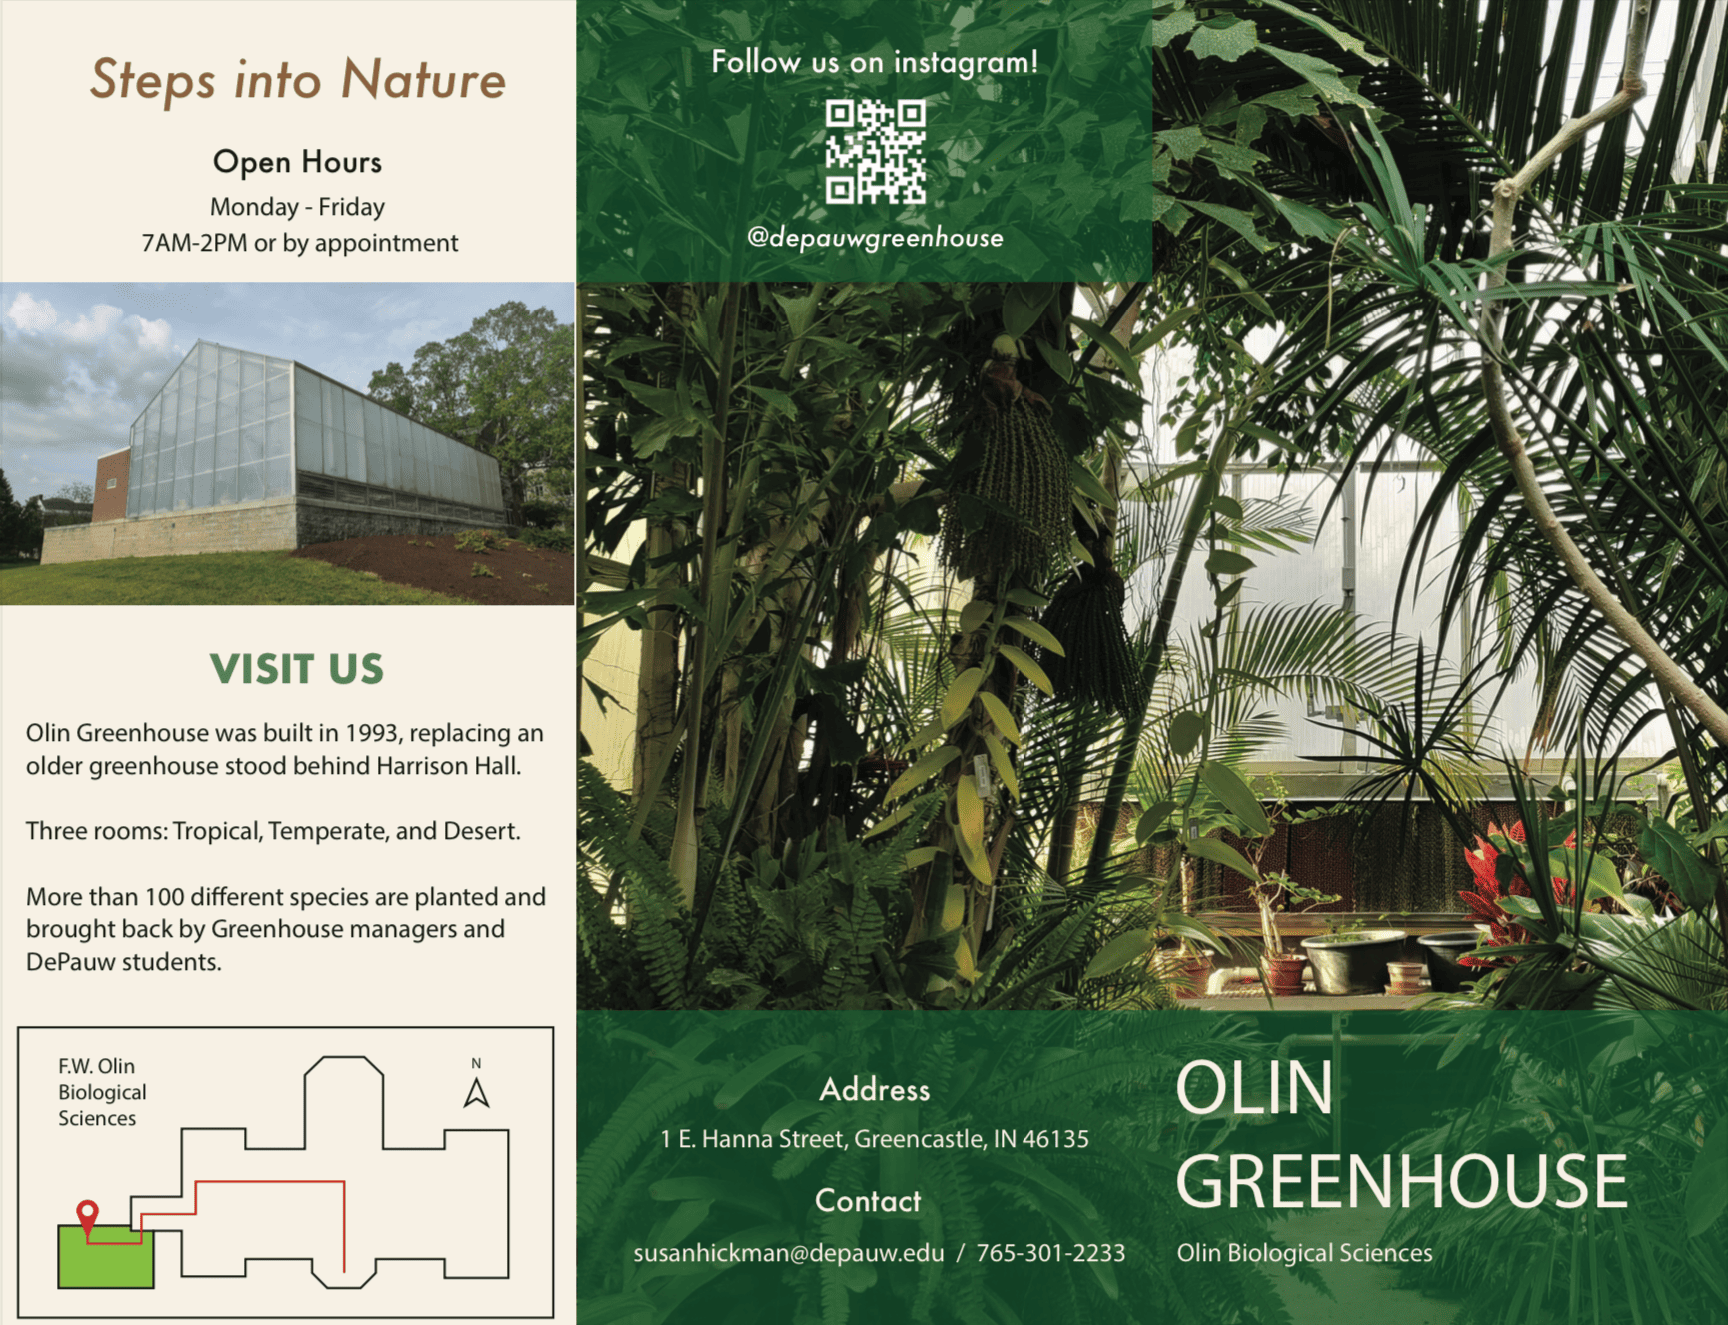 Steps into Nature
Open Hours
Monday - Friday
7AM-2PM or by appointment
VISIT US
Olin Greenhouse was built in 1993, replacing an
older greenhouse stood behind Harrison Hall.
Three rooms: Tropical, Temperate, and Desert.
More than 100 different species are planted and
brought back by Greenhouse managers and
DePauw students.
F.W. Olin
Biological
Sciences
N
Follow us on instagram!
@depauwgreenhouse
Address
1 E. Hanna Street, Greencastle, IN 46135
Contact
susanhickman@depauw.edu / 765-301-2233
OLIN
GREENHOUSE
Olin Biological Sciences